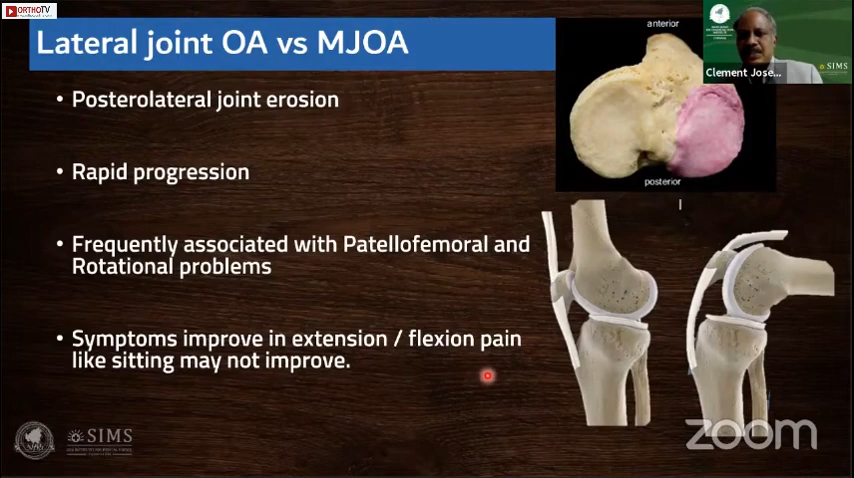 ORTHOTV
Lateral joint OA vs MJOA
anterior
Clement Jose...
SIMS
• Posterolateral joint erosion
• Rapid progression
posterior
• Frequently associated with Patellofemoral and
Rotational problems
• Symptoms improve in extension / flexion pain
like sitting may not improve.
SIMS
zoom